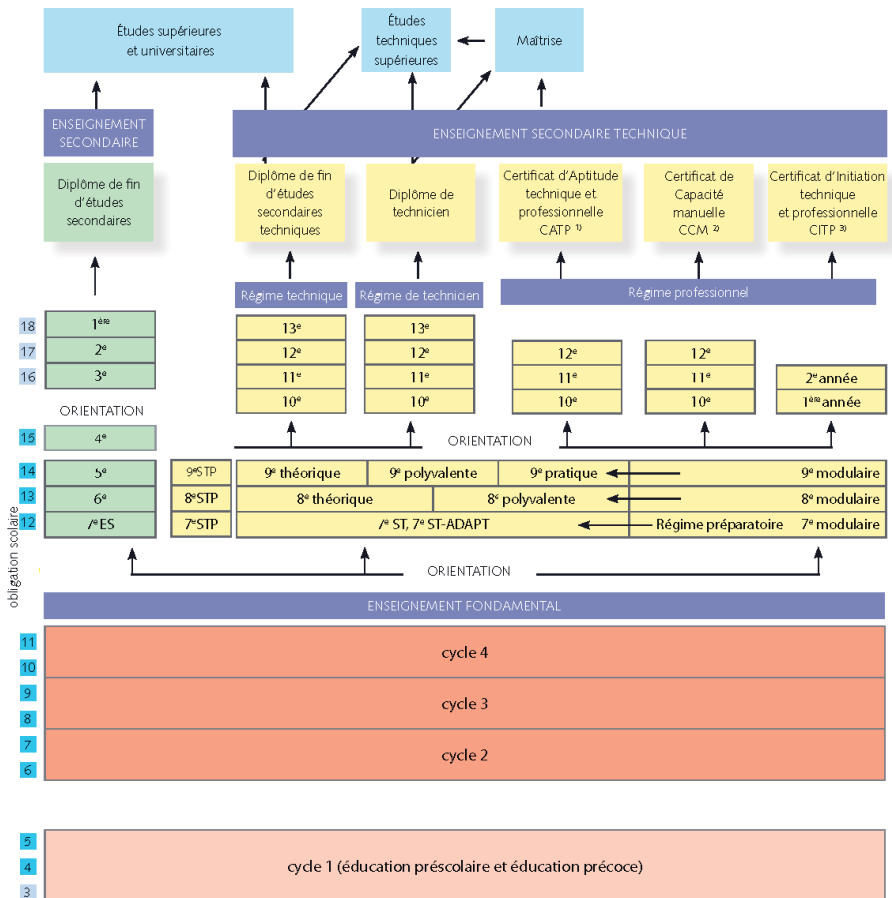 Études supérieures
et universitaires
Études
techniques
supérieures
Maîtrise
ENSEIGNEMENT
SECONDAIRE
ENSEIGNEMENT SECONDAIRE TECHNIQUE
Diplôme de fin
d'études
secondaires
Diplôme de fin
d'études
secondaires
techniques
Diplôme de
technicien
Certificat d'Aptitude
technique et
professionnelle
CATP 1)
Certificat de
Capacité
manuelle
CCM 2)
Certificat d'Initiation
technique
et professionnelle
CITP 3)
Régime technique
Régime de technicien
Régime professionnel
18 1ère 13e 13e
17 2e 12e 12e 12e 12e
16 3e 11e 11e 11e 11e 2e année
10e 10e 10e 10e 1ère année
ORIENTATION
15 4e
ORIENTATION
14 5e 9eSTP 9e théorique 9e polyvalente 9e pratique 9e modulaire
13 6e 8eSTP 8e théorique 8e polyvalente 8e modulaire
12 7e ES 7eSTP 7e ST, 7e ST-ADAPT Régime préparatoire 7e modulaire
obligation scolaire
ORIENTATION
ENSEIGNEMENT FONDAMENTAL
11
cycle 4
10
9
cycle 3
8
7
cycle 2
6
5
4 cycle 1 (éducation préscolaire et éducation précoce)
3